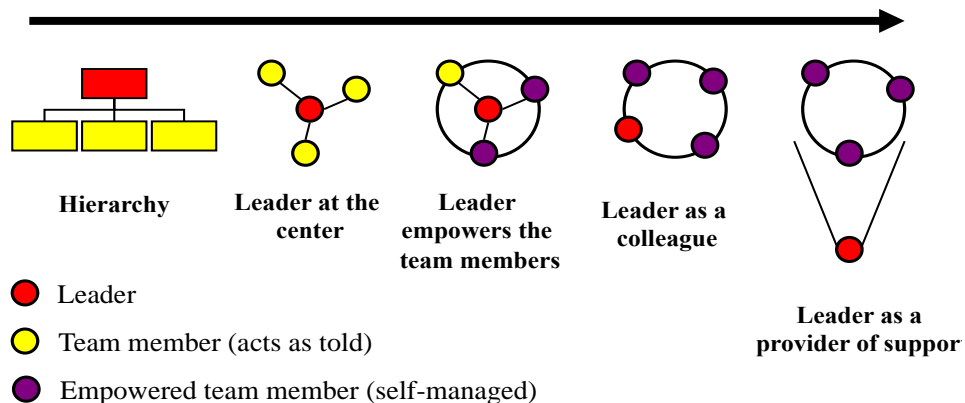 Hierarchy
Leader at the
center
Leader
empowers the
team members
Leader as a
colleague
Leader as a
provider of support
Leader
Team member (acts as told)
Empowered team member (self-managed)